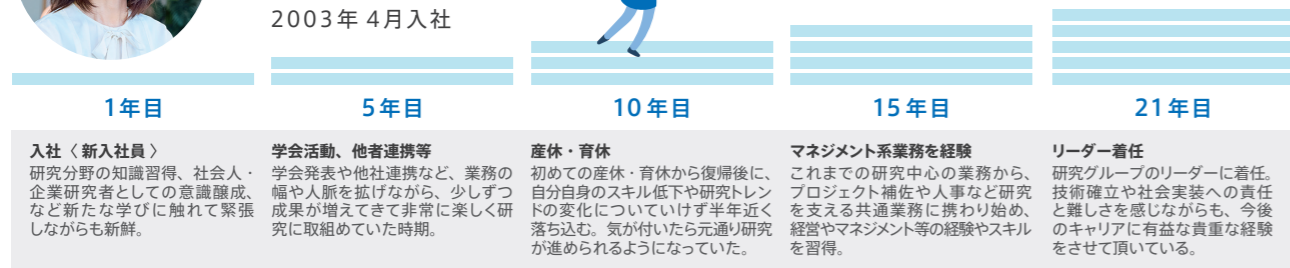 2003年 4月入社
1年目
入社〈 新入社員 〉
研究分野の知識習得、社会人・
企業研究者としての意識醸成、
など新たな学びに触れて緊張
しながらも新鮮。
5年目
学会活動、他者連携等
学会発表や他社連携など、業務の
幅や人脈を拡げながら、少しずつ
成果が増えてきて非常に楽しく研
究に取組めていた時期。
10年目
産休・育休
初めての産休・育休から復帰後に、
自分自身のスキル低下や研究トレン
ドの変化についていけず半年近く
落ち込む。気が付いたら元通り研究
が進められるようになっていた。
15年目
マネジメント系業務を経験
これまでの研究中心の業務から、
プロジェクト補佐や人事など研究
を支える共通業務に携わり始め、
経営やマネジメント等の経験やスキル
を習得。
21年目
リーダー着任
研究グループのリーダーに着任。
技術確立や社会実装への責任
と難しさを感じながらも、今後
のキャリアに有益な貴重な経験
をさせて頂いている。